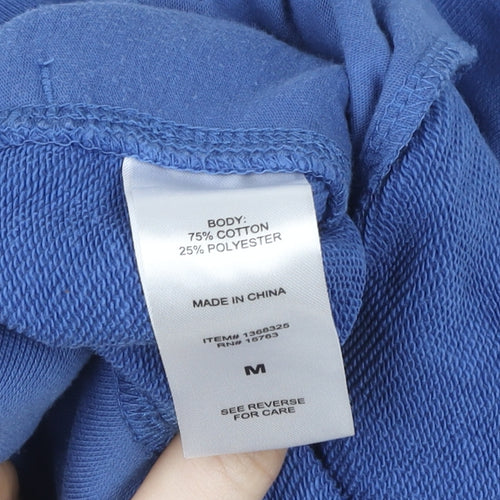 BODY:
75% COTTON
25% POLYESTER
MADE IN CHINA
ITEM# 1368325
RN# 15763
M
SEE REVERSE
FOR CARE